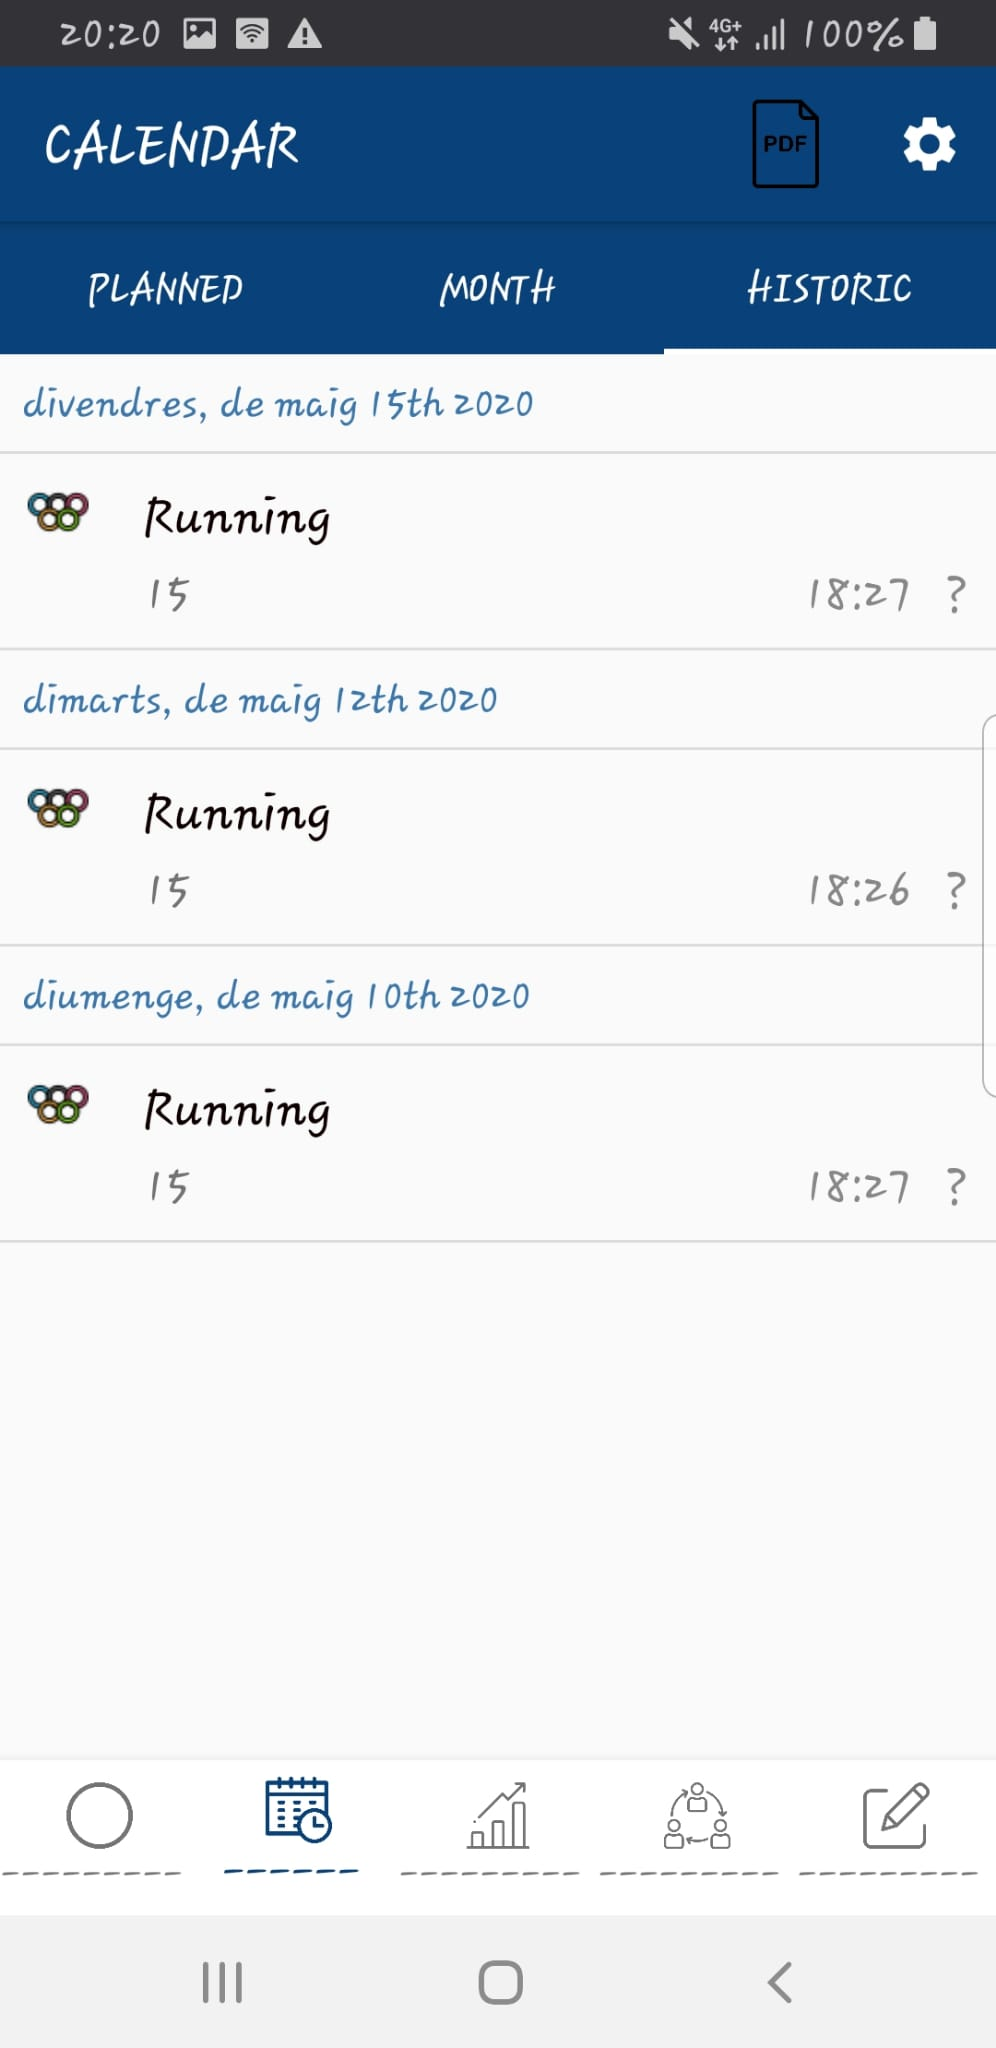 20:20 4G+ 100%
CALENDAR PDF
PLANNED MONTH HISTORIC
divendres, de maig 15th 2020
Running
15 18:27 ?
dimarts, de maig 12th 2020
Running
15 18:26 ?
diumenge, de maig 10th 2020
Running
15 18:27 ?